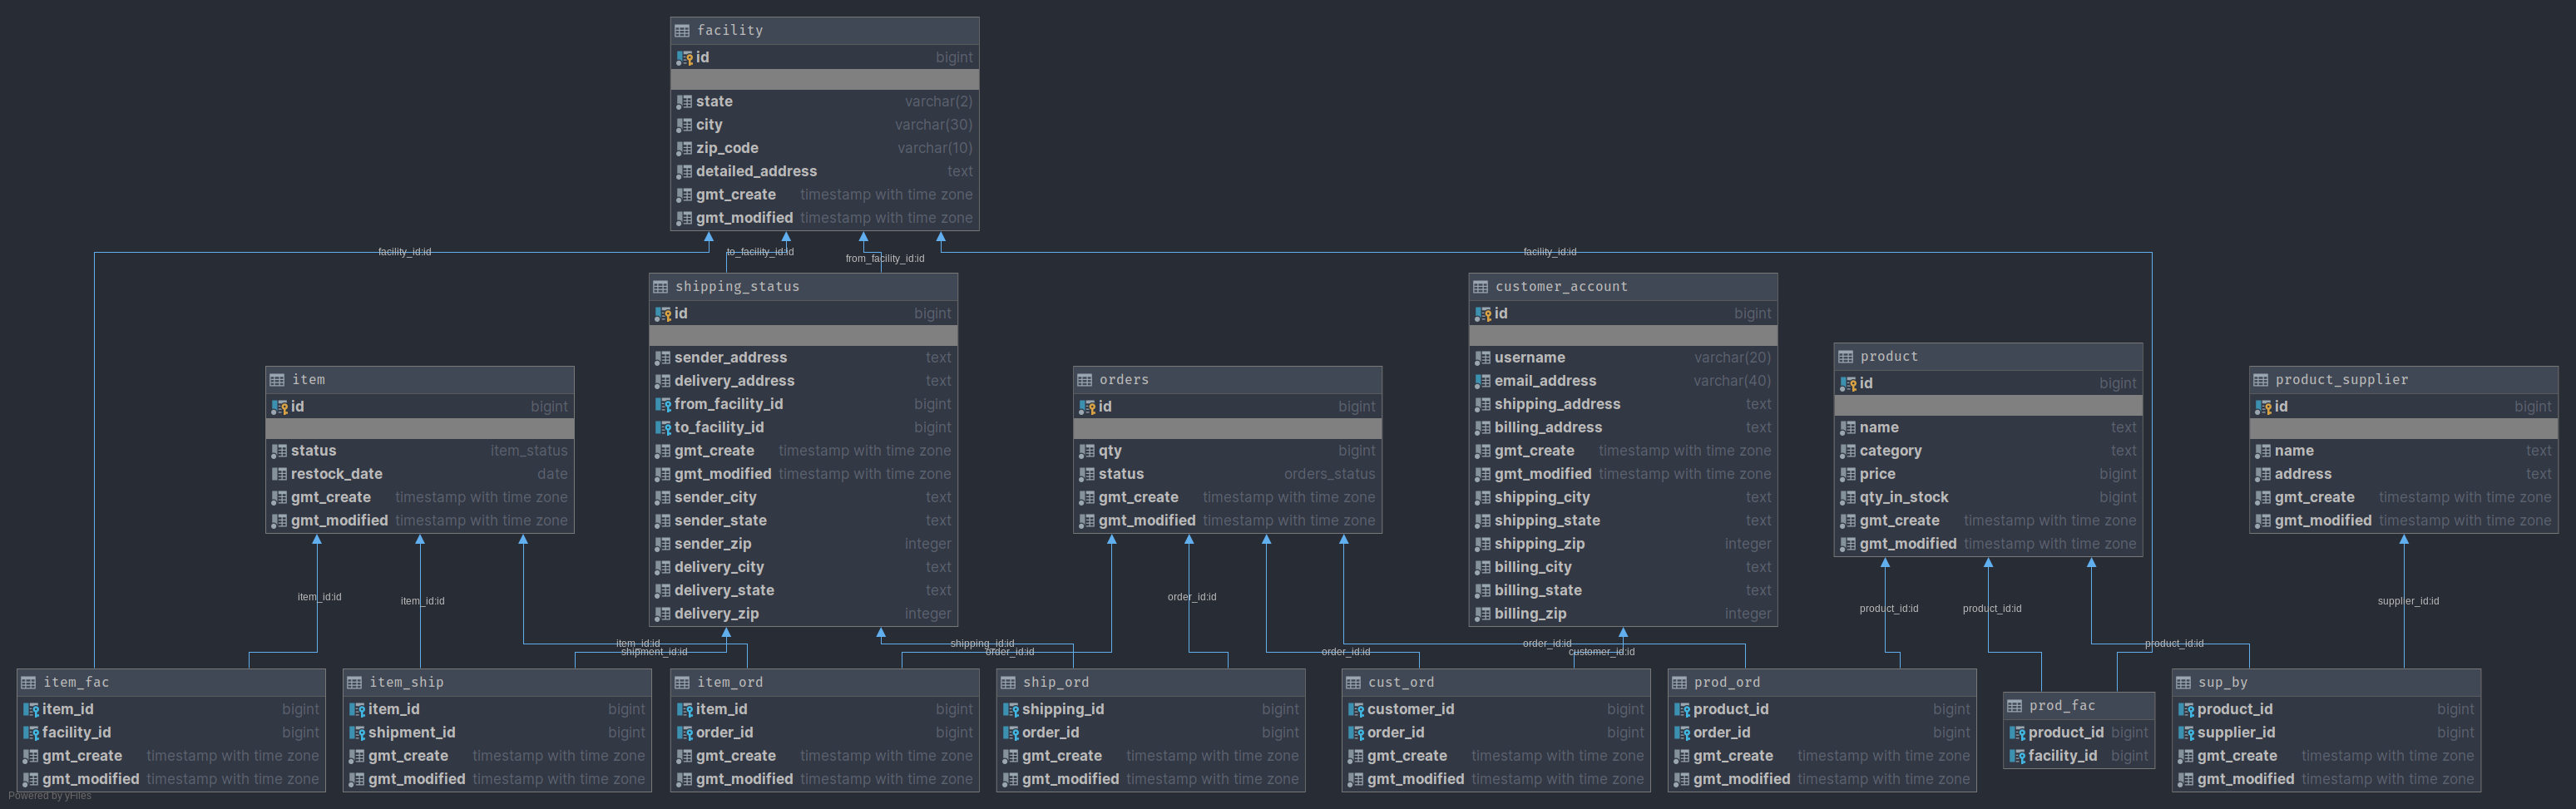 facility
id bigint
state varchar(2)
city varchar(30)
zip_code varchar(10)
detailed_address text
gmt_create timestamp with time zone
gmt_modified timestamp with time zone
facility_id:id
to_facility_id:id
from_facility_id:id
facility_id:id
shipping_status
id bigint
sender_address text
delivery_address text
from_facility_id bigint
to_facility_id bigint
gmt_create timestamp with time zone
gmt_modified timestamp with time zone
sender_city text
sender_state text
sender_zip integer
delivery_city text
delivery_state text
delivery_zip integer
customer_account
id bigint
username varchar(20)
email_address varchar(40)
shipping_address text
billing_address text
gmt_create timestamp with time zone
gmt_modified timestamp with time zone
shipping_city text
shipping_state text
shipping_zip integer
billing_city text
billing_state text
billing_zip integer
product
id bigint
name text
category text
price bigint
qty_in_stock bigint
gmt_create timestamp with time zone
gmt_modified timestamp with time zone
item
id bigint
status item_status
restock_date date
gmt_create timestamp with time zone
gmt_modified timestamp with time zone
orders
id bigint
qty bigint
status orders_status
gmt_create timestamp with time zone
gmt_modified timestamp with time zone
product_supplier
id bigint
name text
address text
gmt_create timestamp with time zone
gmt_modified timestamp with time zone
item_id:id
item_id:id
order_id:id
product_id:id
product_id:id
supplier_id:id
item_id:id
shipment_id:id
shipping_id:id
order_id:id
order_id:id
order_id:id
customer_id:id
product_id:id
item_fac
item_id bigint
facility_id bigint
gmt_create timestamp with time zone
gmt_modified timestamp with time zone
item_ship
item_id bigint
shipment_id bigint
gmt_create timestamp with time zone
gmt_modified timestamp with time zone
item_ord
item_id bigint
order_id bigint
gmt_create timestamp with time zone
gmt_modified timestamp with time zone
ship_ord
shipping_id bigint
order_id bigint
gmt_create timestamp with time zone
gmt_modified timestamp with time zone
cust_ord
customer_id bigint
order_id bigint
gmt_create timestamp with time zone
gmt_modified timestamp with time zone
prod_ord
product_id bigint
order_id bigint
gmt_create timestamp with time zone
gmt_modified timestamp with time zone
prod_fac
product_id bigint
facility_id bigint
sup_by
product_id bigint
supplier_id bigint
gmt_create timestamp with time zone
gmt_modified timestamp with time zone
Powered by yFiles